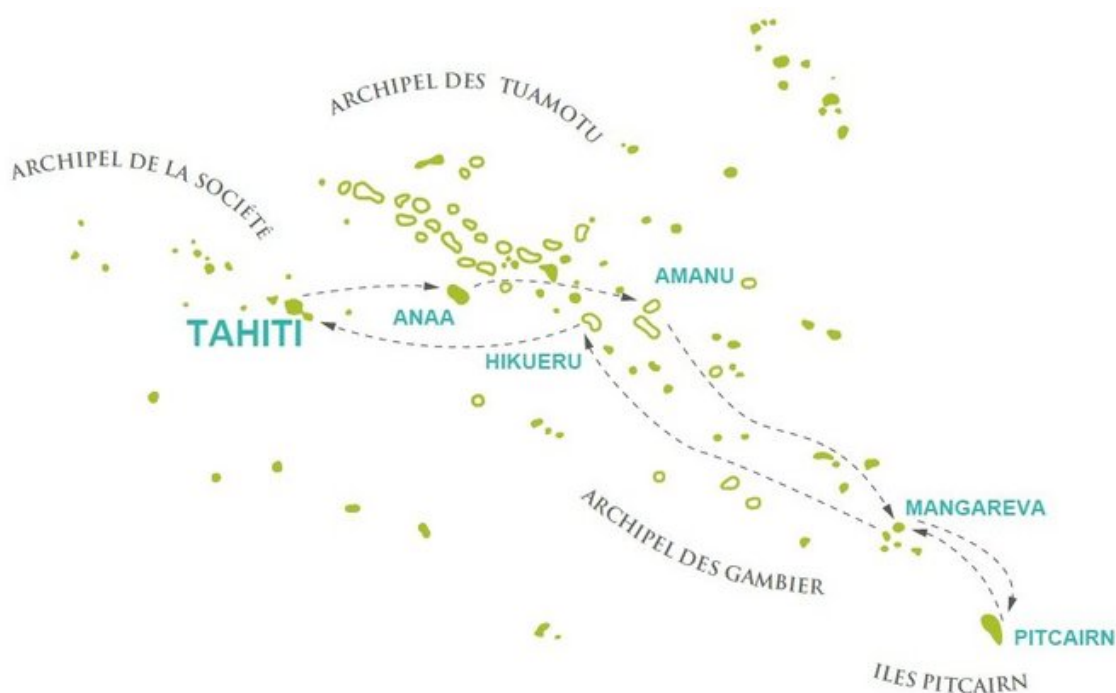 ARCHIPEL DES TUAMOTU
ARCHIPEL DE LA SOCIÉTÉ
AMANU
TAHITI
ANAA
HIKUERU
MANGAREVA
ARCHIPEL DES GAMBIER
PITCAIRN
ILES PITCAIRN